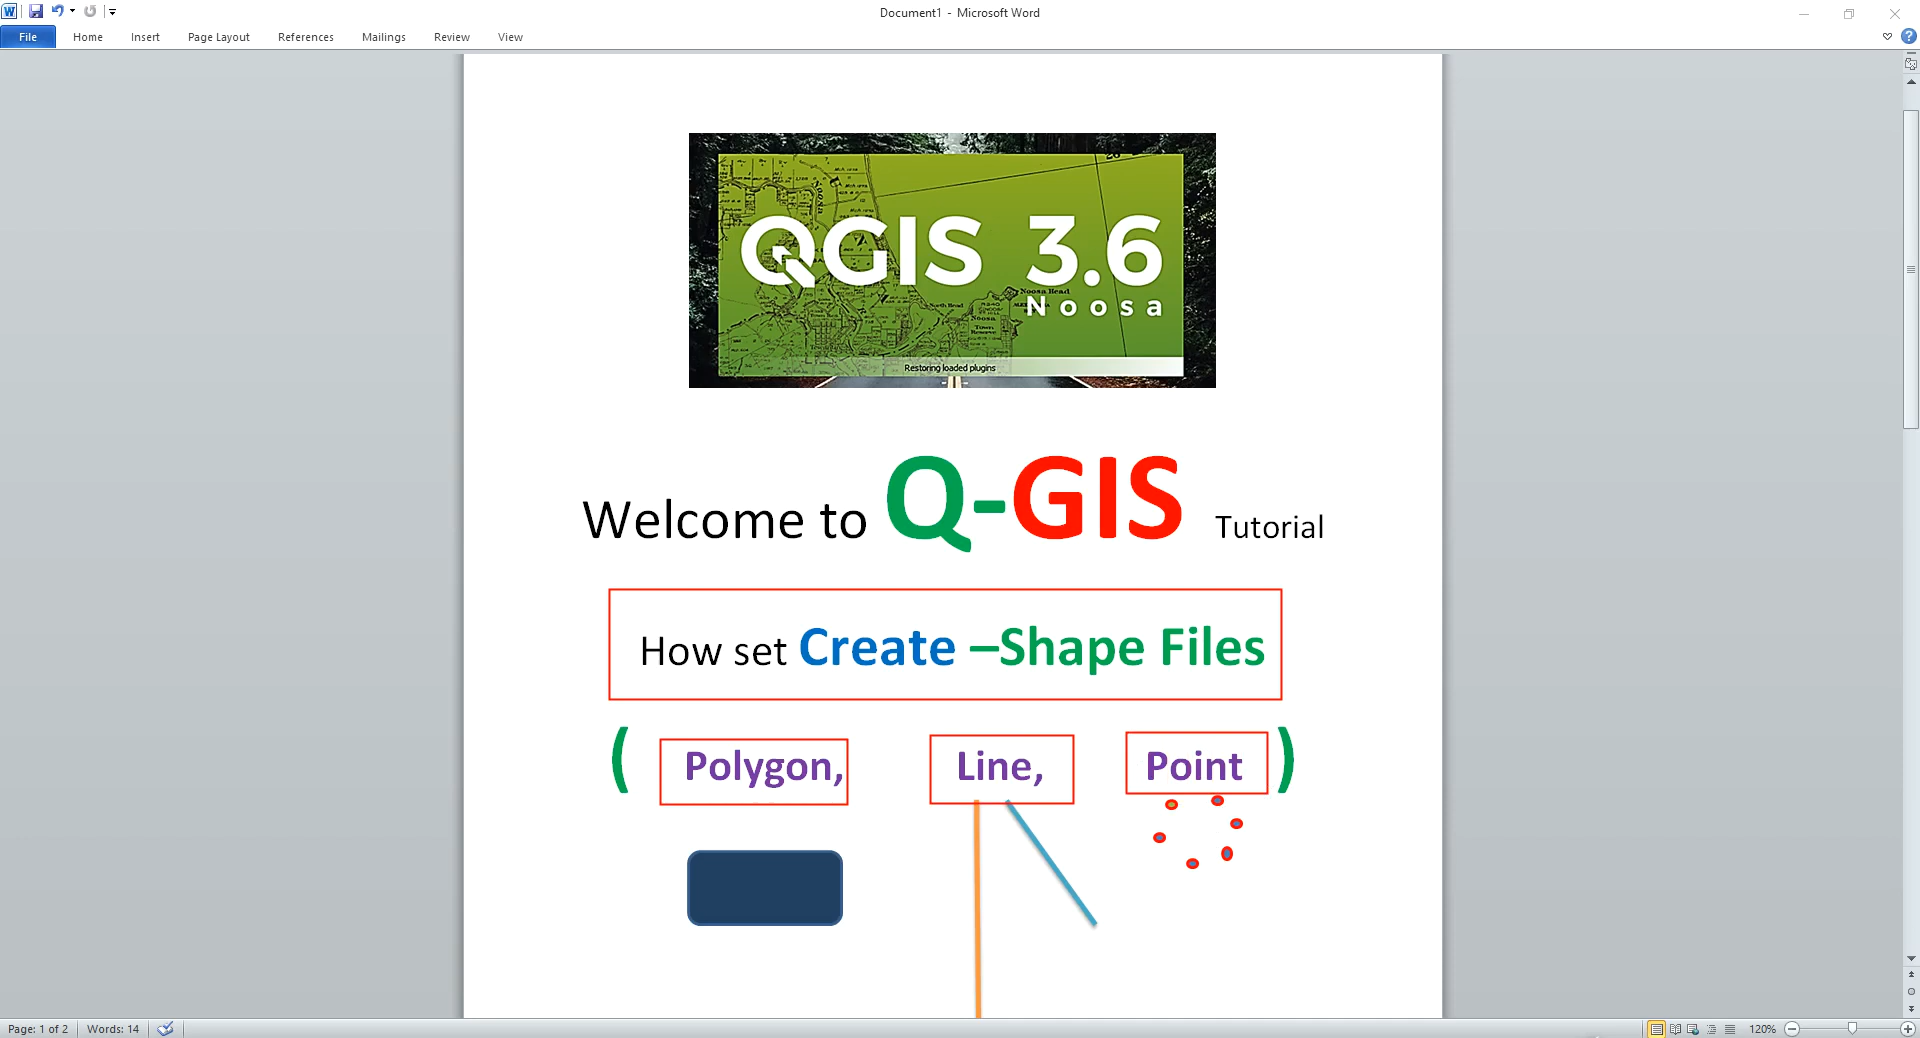 Document1 - Microsoft Word
File Home Insert Page Layout References Mailings Review View
QGIS 3.6
Noosa
Restoring loaded plugins
Welcome to Q-GIS Tutorial
How set Create –Shape Files
( Polygon, Line, Point )
Page: 1 of 2 Words: 14 120%